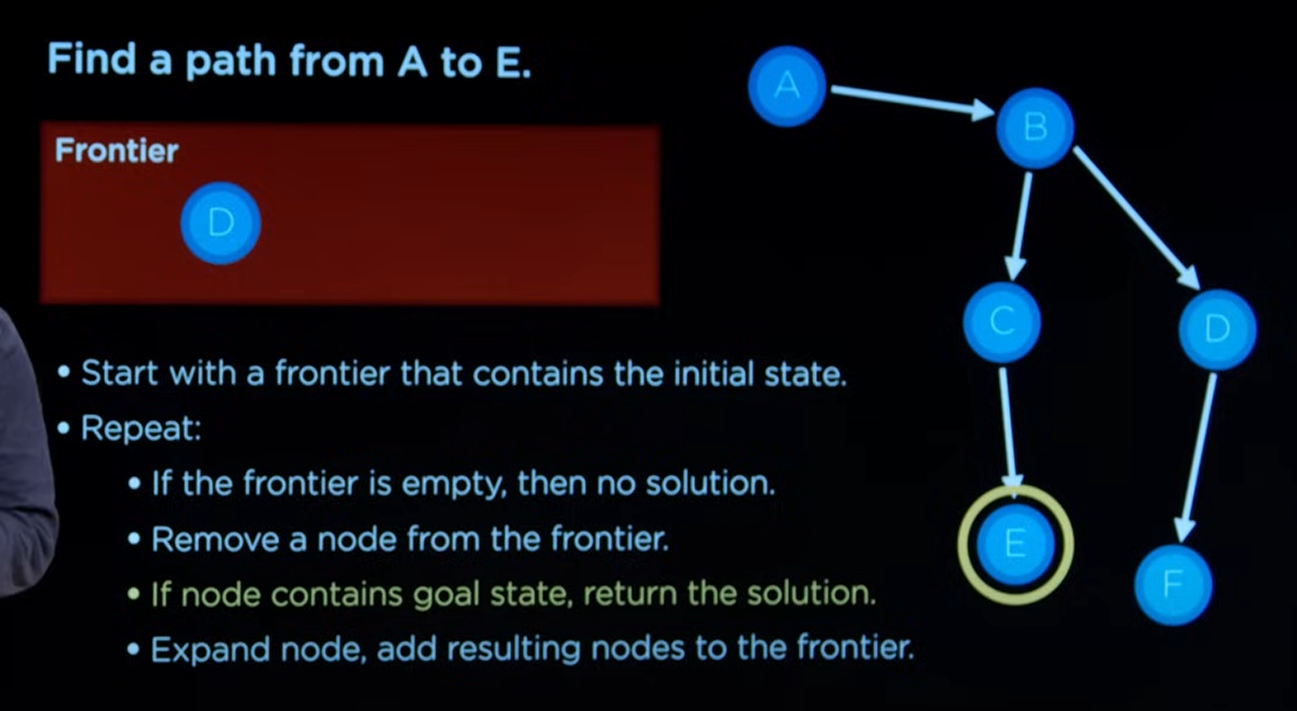 Find a path from A to E.
Frontier
D
• Start with a frontier that contains the initial state.
• Repeat:
• If the frontier is empty, then no solution.
• Remove a node from the frontier.
• If node contains goal state, return the solution.
• Expand node, add resulting nodes to the frontier.
A
B
C
D
E
F